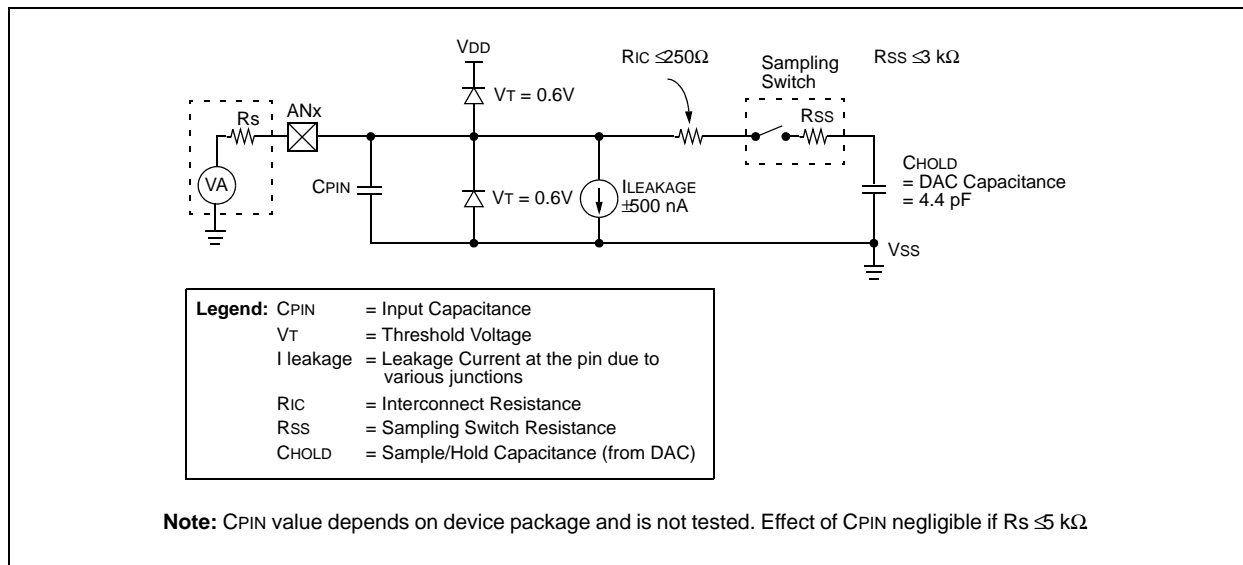 VDD
RIC ≤250Ω
Sampling
Switch
RSS ≤3 kΩ
VT = 0.6V
Rs
ANx
RSS
VA
CPIN
VT = 0.6V
ILEAKAGE
±500 nA
CHOLD
= DAC Capacitance
= 4.4 pF
VSS
Legend: CPIN = Input Capacitance
VT = Threshold Voltage
I leakage = Leakage Current at the pin due to
various junctions
RIC = Interconnect Resistance
RSS = Sampling Switch Resistance
CHOLD = Sample/Hold Capacitance (from DAC)
Note: CPIN value depends on device package and is not tested. Effect of CPIN negligible if Rs ≤5 kΩ